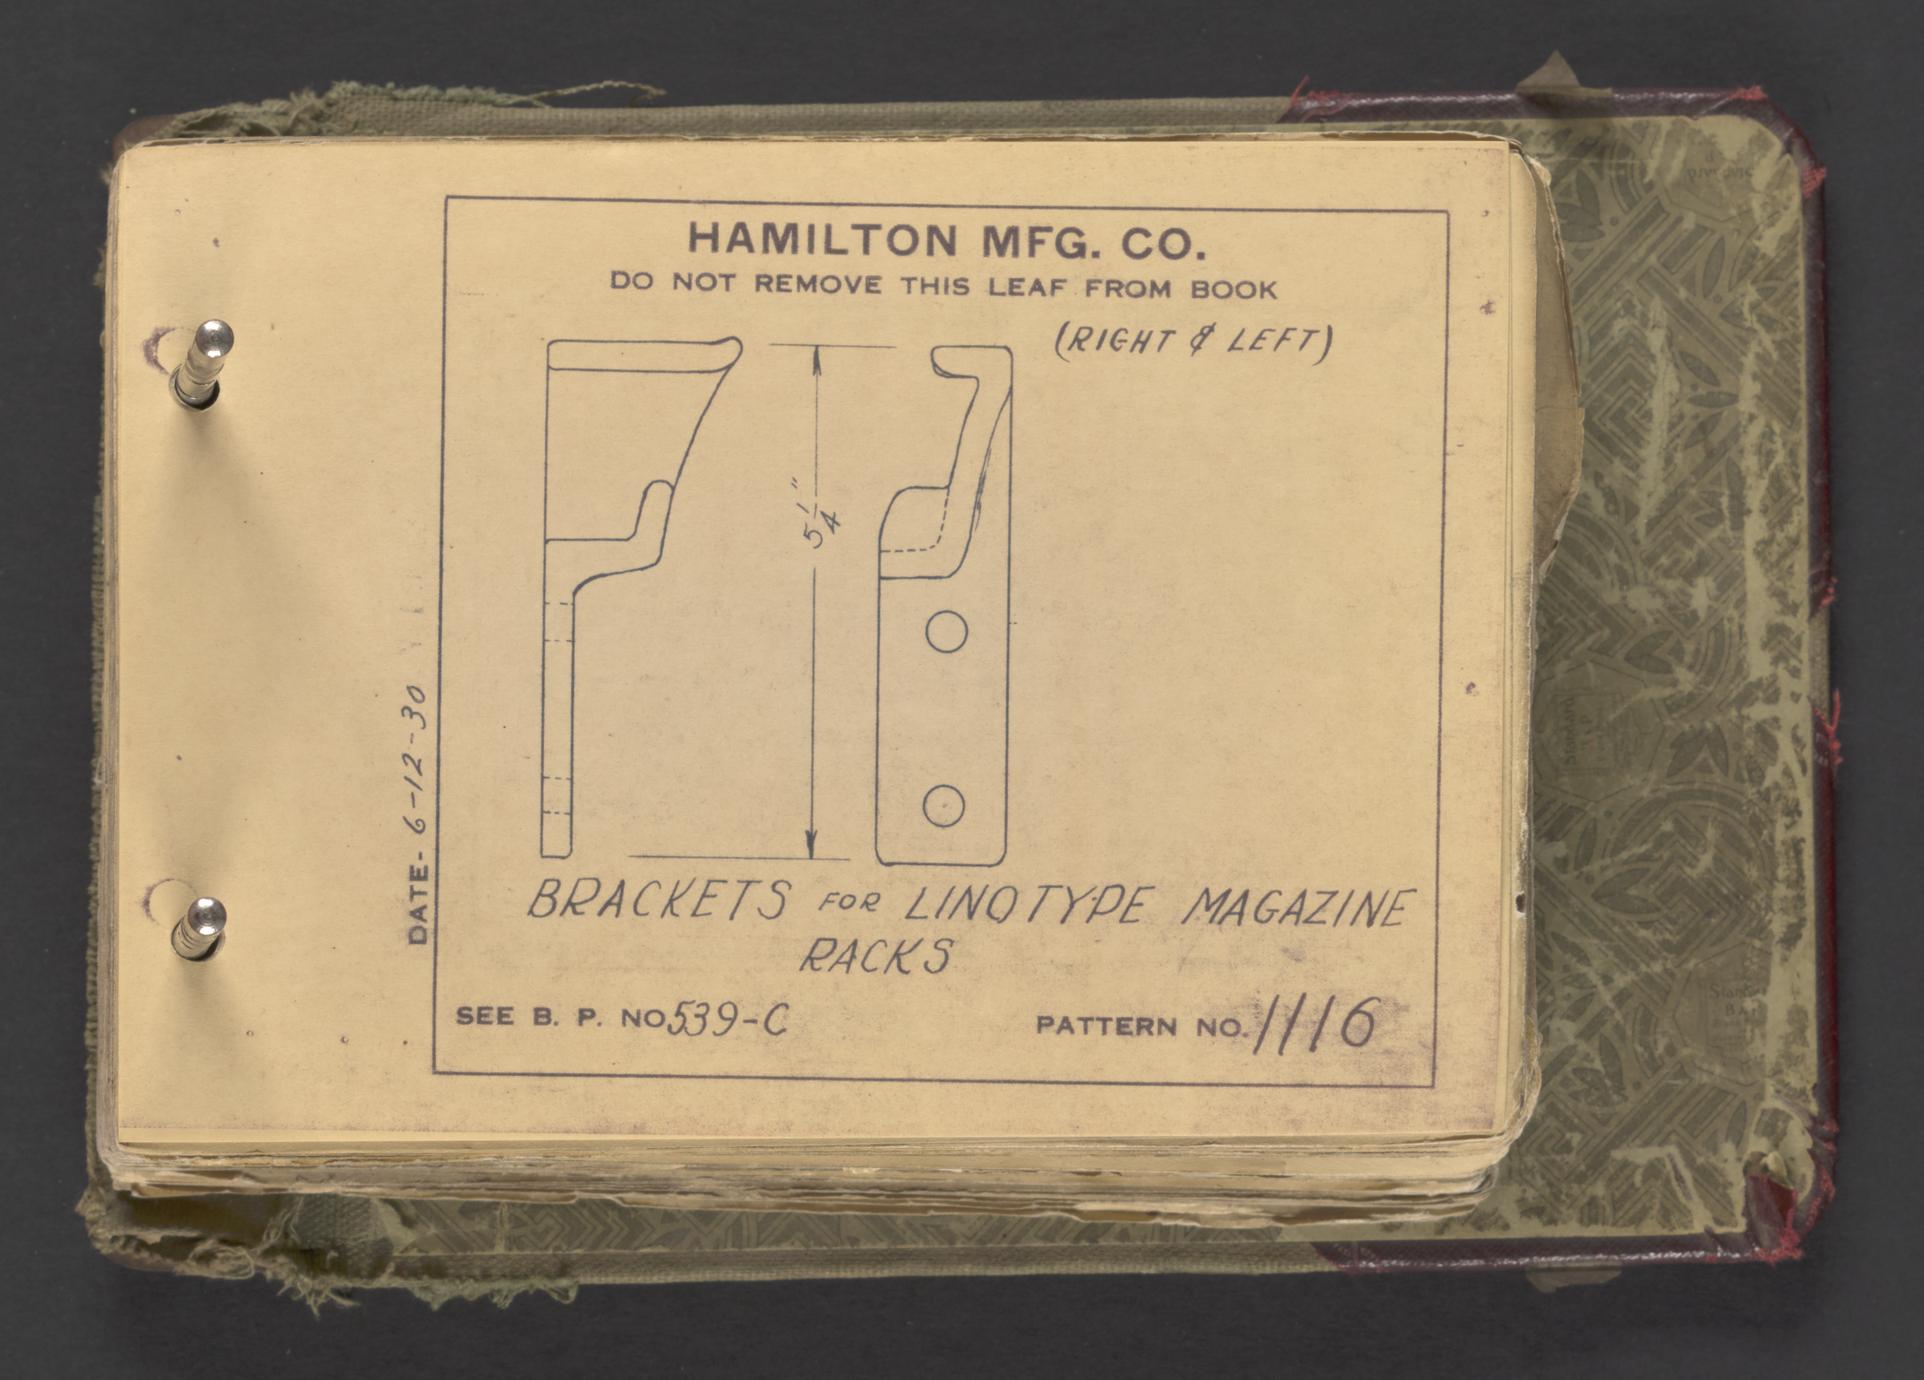 HAMILTON MFG. CO.
DO NOT REMOVE THIS LEAF FROM BOOK
(RIGHT & LEFT)
5 1/4"
DATE- 6-12-30
BRACKETS FOR LINOTYPE MAGAZINE
RACKS
SEE B. P. NO. 539-C
PATTERN NO. 1116